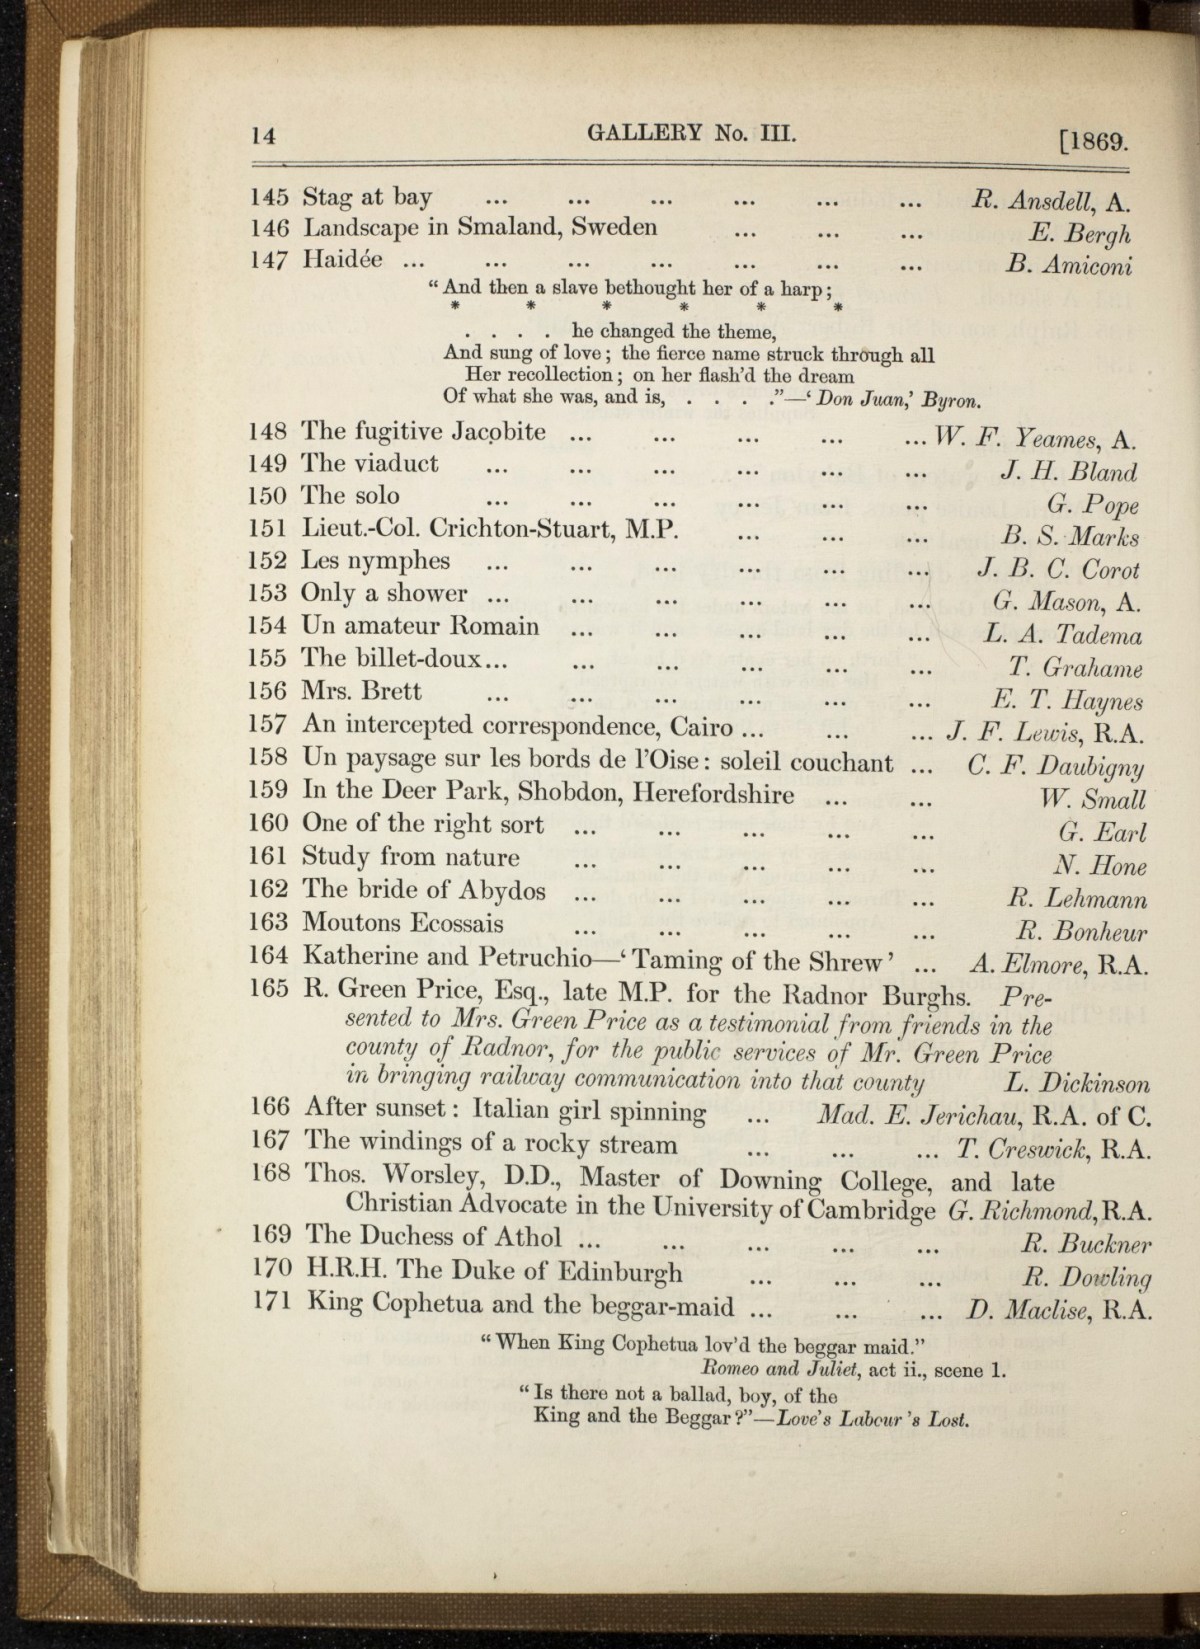 14 GALLERY No. III. [1869.
145 Stag at bay ... ... ... ... ... ... R. Ansdell, A.
146 Landscape in Smaland, Sweden ... ... ... E. Bergh
147 Haidée ... ... ... ... ... ... ... B. Amiconi
“And then a slave bethought her of a harp;
* * * * * *
. . . . he changed the theme,
And sung of love; the fierce name struck through all
Her recollection; on her flash’d the dream
Of what she was, and is, . . . .”—‘Don Juan,’ Byron.
148 The fugitive Jacobite ... ... ... ... ... W. F. Yeames, A.
149 The viaduct ... ... ... ... ... ... J. H. Bland
150 The solo ... ... ... ... ... ... G. Pope
151 Lieut.-Col. Crichton-Stuart, M.P. ... ... ... B. S. Marks
152 Les nymphes ... ... ... ... ... ... J. B. C. Corot
153 Only a shower ... ... ... ... ... ... G. Mason, A.
154 Un amateur Romain ... ... ... ... ... L. A. Tadema
155 The billet-doux... ... ... ... ... ... T. Grahame
156 Mrs. Brett ... ... ... ... ... ... E. T. Haynes
157 An intercepted correspondence, Cairo ... ... ... J. F. Lewis, R.A.
158 Un paysage sur les bords de l’Oise: soleil couchant ... C. F. Daubigny
159 In the Deer Park, Shobdon, Herefordshire ... ... W. Small
160 One of the right sort ... ... ... ... ... G. Earl
161 Study from nature ... ... ... ... ... N. Hone
162 The bride of Abydos ... ... ... ... ... R. Lehmann
163 Moutons Ecossais ... ... ... ... ... R. Bonheur
164 Katherine and Petruchio—‘Taming of the Shrew’ ... A. Elmore, R.A.
165 R. Green Price, Esq., late M.P. for the Radnor Burghs. Pre-
sented to Mrs. Green Price as a testimonial from friends in the
county of Radnor, for the public services of Mr. Green Price
in bringing railway communication into that county L. Dickinson
166 After sunset: Italian girl spinning ... Mad. E. Jerichau, R.A. of C.
167 The windings of a rocky stream ... ... ... T. Creswick, R.A.
168 Thos. Worsley, D.D., Master of Downing College, and late
Christian Advocate in the University of Cambridge G. Richmond, R.A.
169 The Duchess of Athol ... ... ... ... ... R. Buckner
170 H.R.H. The Duke of Edinburgh ... ... ... R. Dowling
171 King Cophetua and the beggar-maid ... ... ... D. Maclise, R.A.
“When King Cophetua lov’d the beggar maid.”
Romeo and Juliet, act ii., scene 1.
“Is there not a ballad, boy, of the
King and the Beggar?”—Love’s Labour’s Lost.